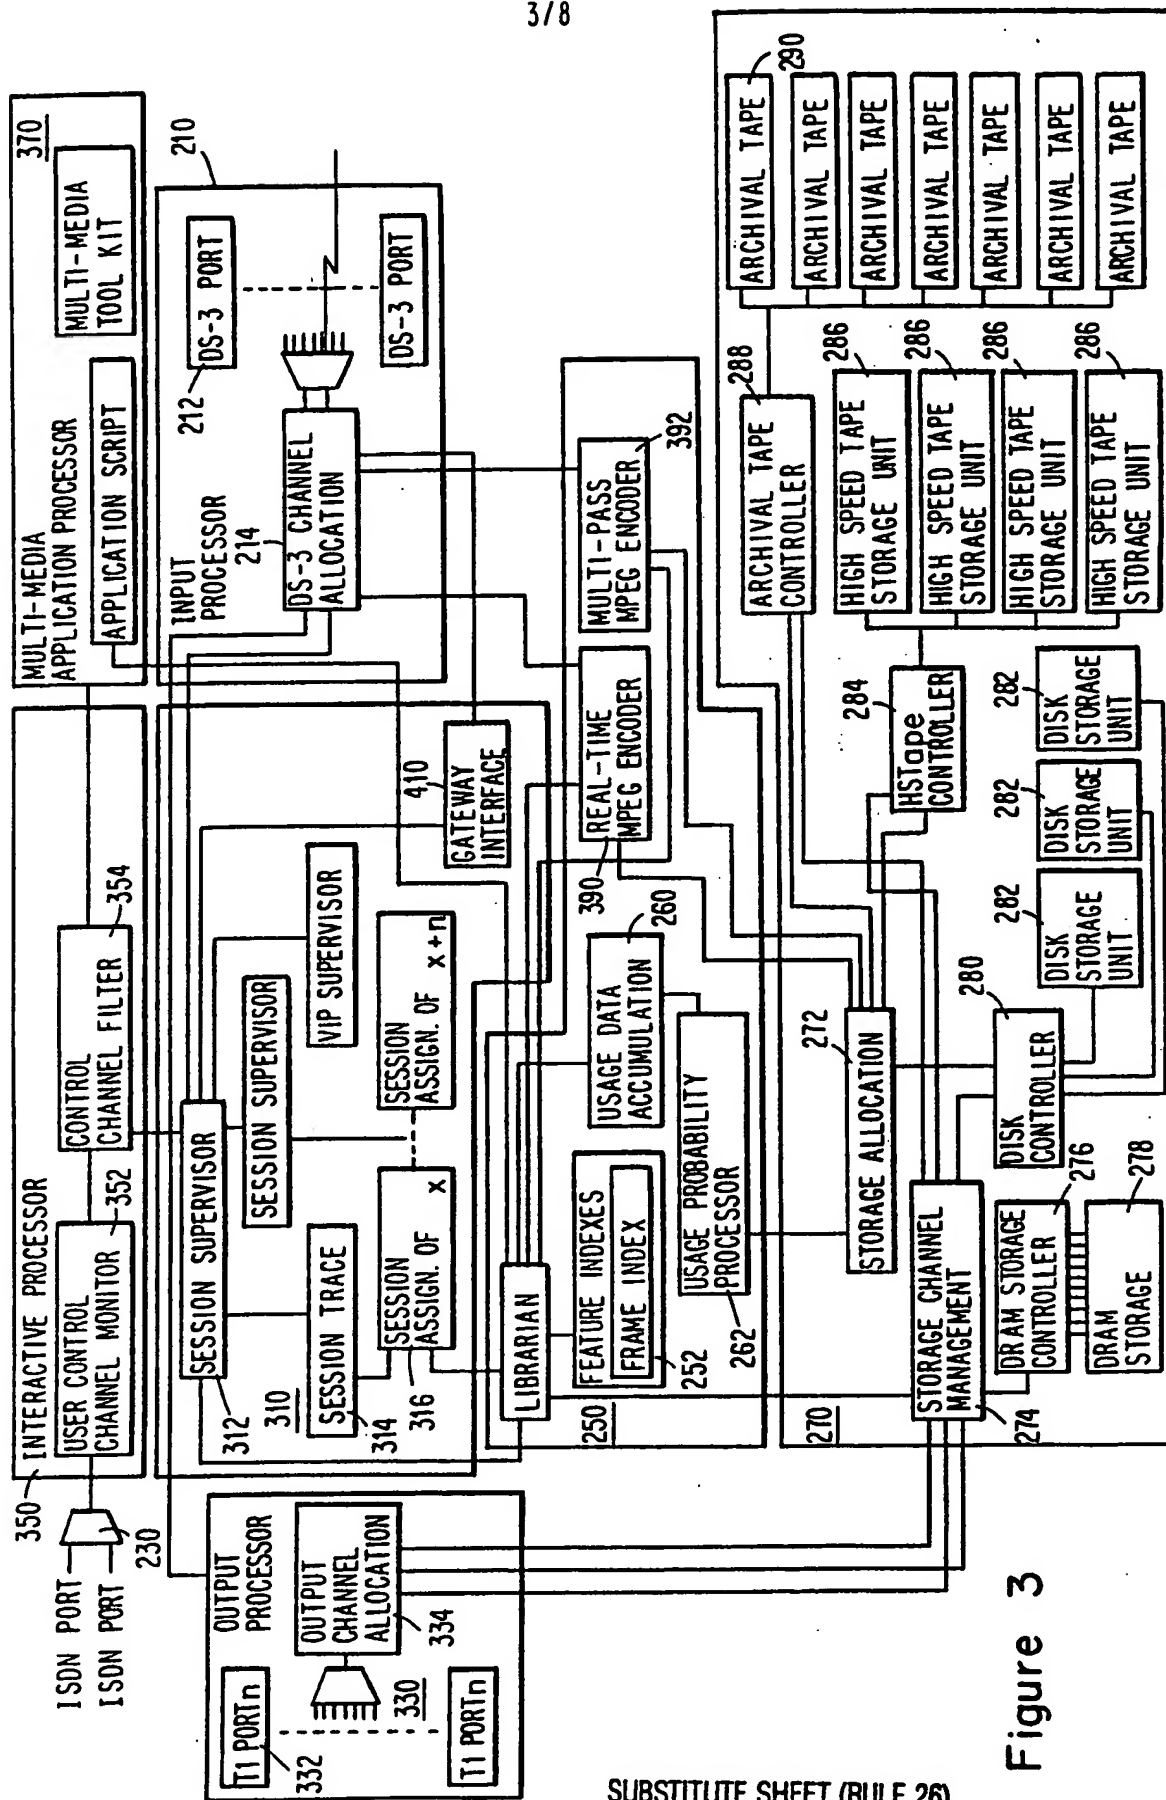 3/8
350
INTERACTIVE PROCESSOR
ISDN PORT
ISDN PORT
230
USER CONTROL
CHANNEL MONITOR
352
CONTROL
CHANNEL FILTER
354
MULTI-MEDIA
APPLICATION PROCESSOR
370
APPLICATION SCRIPT
MULTI-MEDIA
TOOL KIT
SESSION SUPERVISOR
312
310
SESSION TRACE
314
SESSION SUPERVISOR
VIP SUPERVISOR
SESSION
ASSIGN. OF
X
316
SESSION
ASSIGN. OF
X+n
410
GATEWAY
INTERFACE
INPUT
PROCESSOR
210
212
DS-3 PORT
DS-3 PORT
214
DS-3 CHANNEL
ALLOCATION
OUTPUT
PROCESSOR
OUTPUT
CHANNEL
ALLOCATION
334
330
T1 PORTn
332
T1 PORTn
LIBRARIAN
250
FEATURE INDEXES
FRAME INDEX
252
USAGE DATA
ACCUMULATION
260
USAGE PROBABILITY
PROCESSOR
262
390
REAL-TIME
MPEG ENCODER
MULTI-PASS
MPEG ENCODER
392
270
272
STORAGE ALLOCATION
STORAGE CHANNEL
MANAGEMENT
274
DRAM STORAGE
CONTROLLER
276
DRAM
STORAGE
278
280
DISK
CONTROLLER
282
DISK
STORAGE
UNIT
282
DISK
STORAGE
UNIT
282
DISK
STORAGE
UNIT
284
HSTape
CONTROLLER
286
HIGH SPEED TAPE
STORAGE UNIT
286
HIGH SPEED TAPE
STORAGE UNIT
286
HIGH SPEED TAPE
STORAGE UNIT
286
HIGH SPEED TAPE
STORAGE UNIT
288
ARCHIVAL TAPE
CONTROLLER
290
ARCHIVAL TAPE
ARCHIVAL TAPE
ARCHIVAL TAPE
ARCHIVAL TAPE
ARCHIVAL TAPE
ARCHIVAL TAPE
ARCHIVAL TAPE
Figure 3
SUBSTITUTE SHEET (RULE 26)